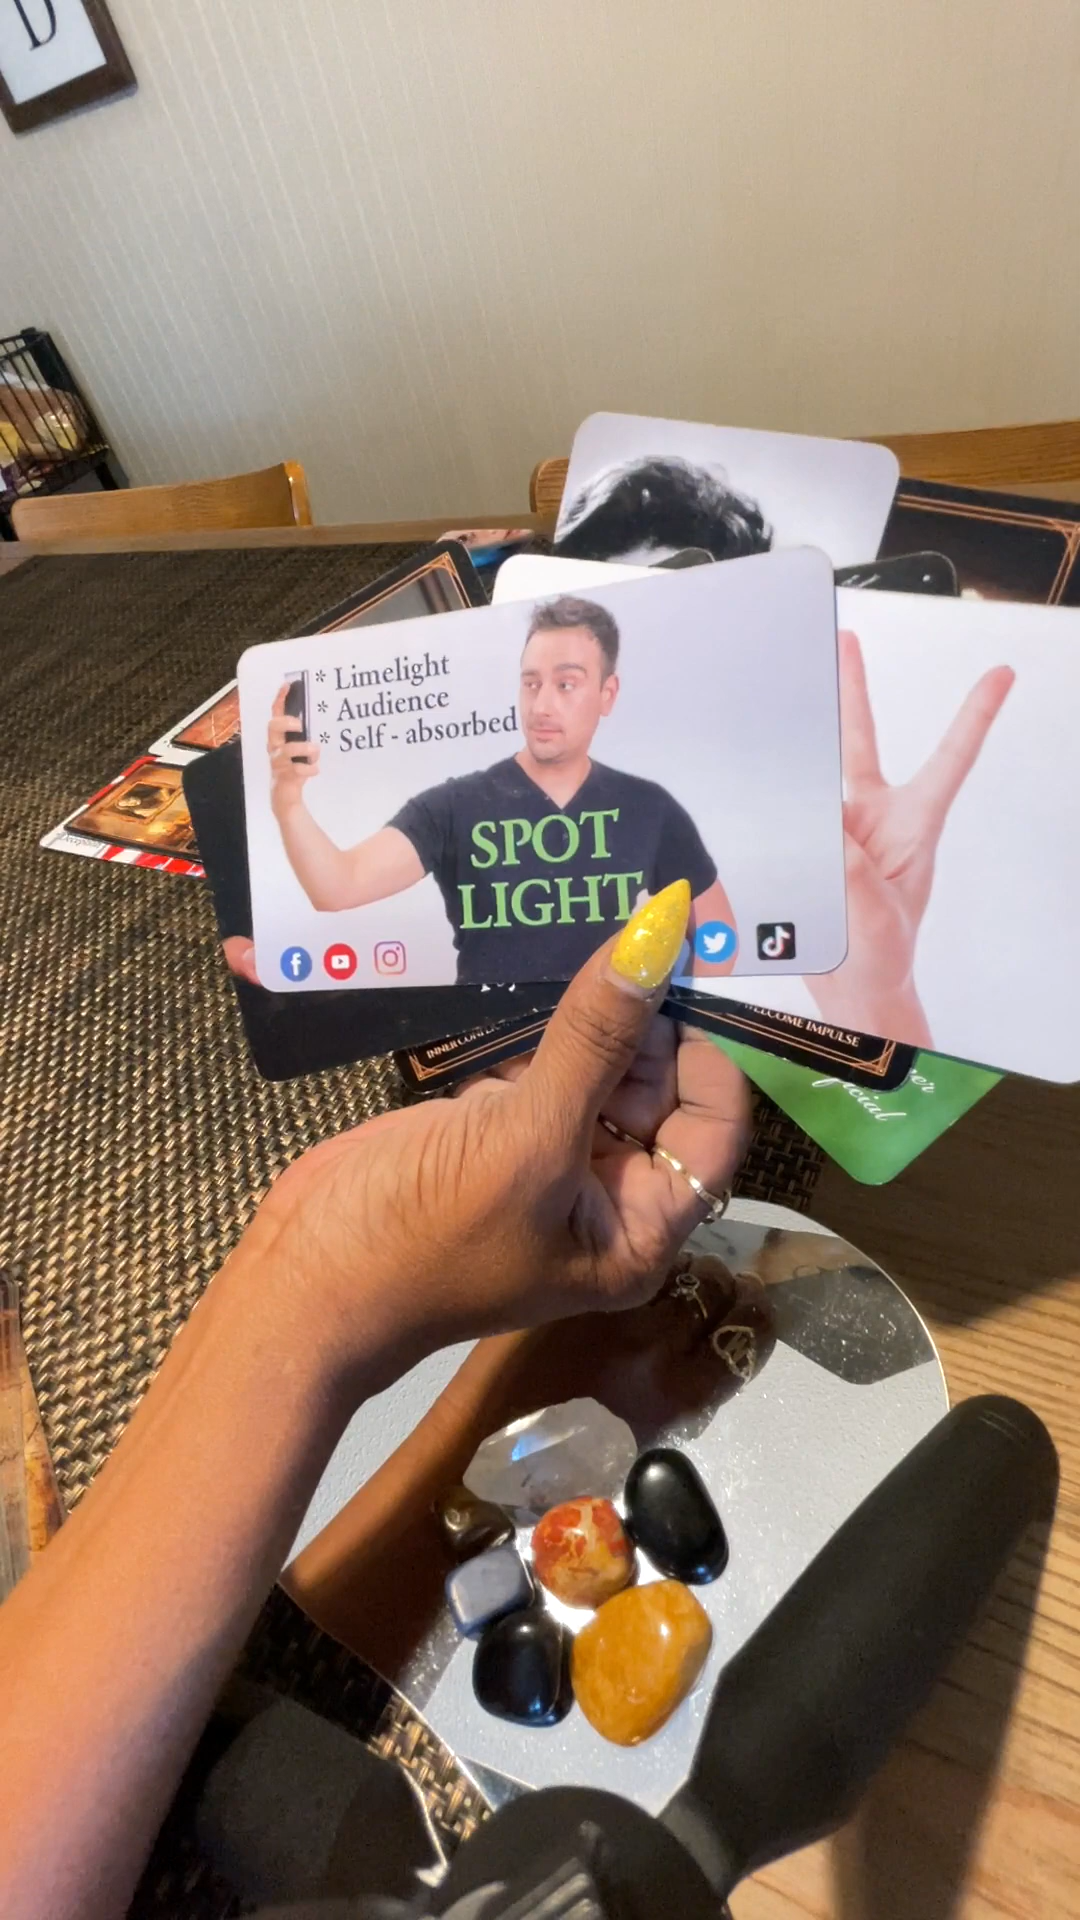 D
* Limelight
* Audience
* Self - absorbed
SPOT
LIGHT
WELCOME IMPULSE